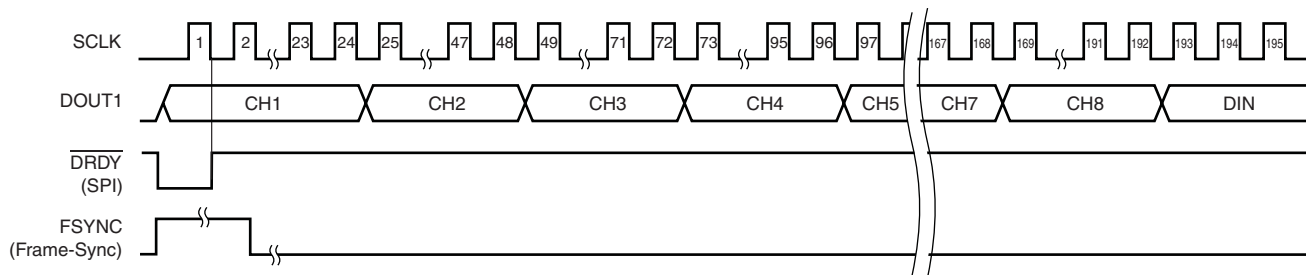 SCLK 1 2 23 24 25 47 48 49 71 72 73 95 96 97 167 168 169 191 192 193 194 195
DOUT1 CH1 CH2 CH3 CH4 CH5 CH7 CH8 DIN
DRDY
(SPI)
FSYNC
(Frame-Sync)